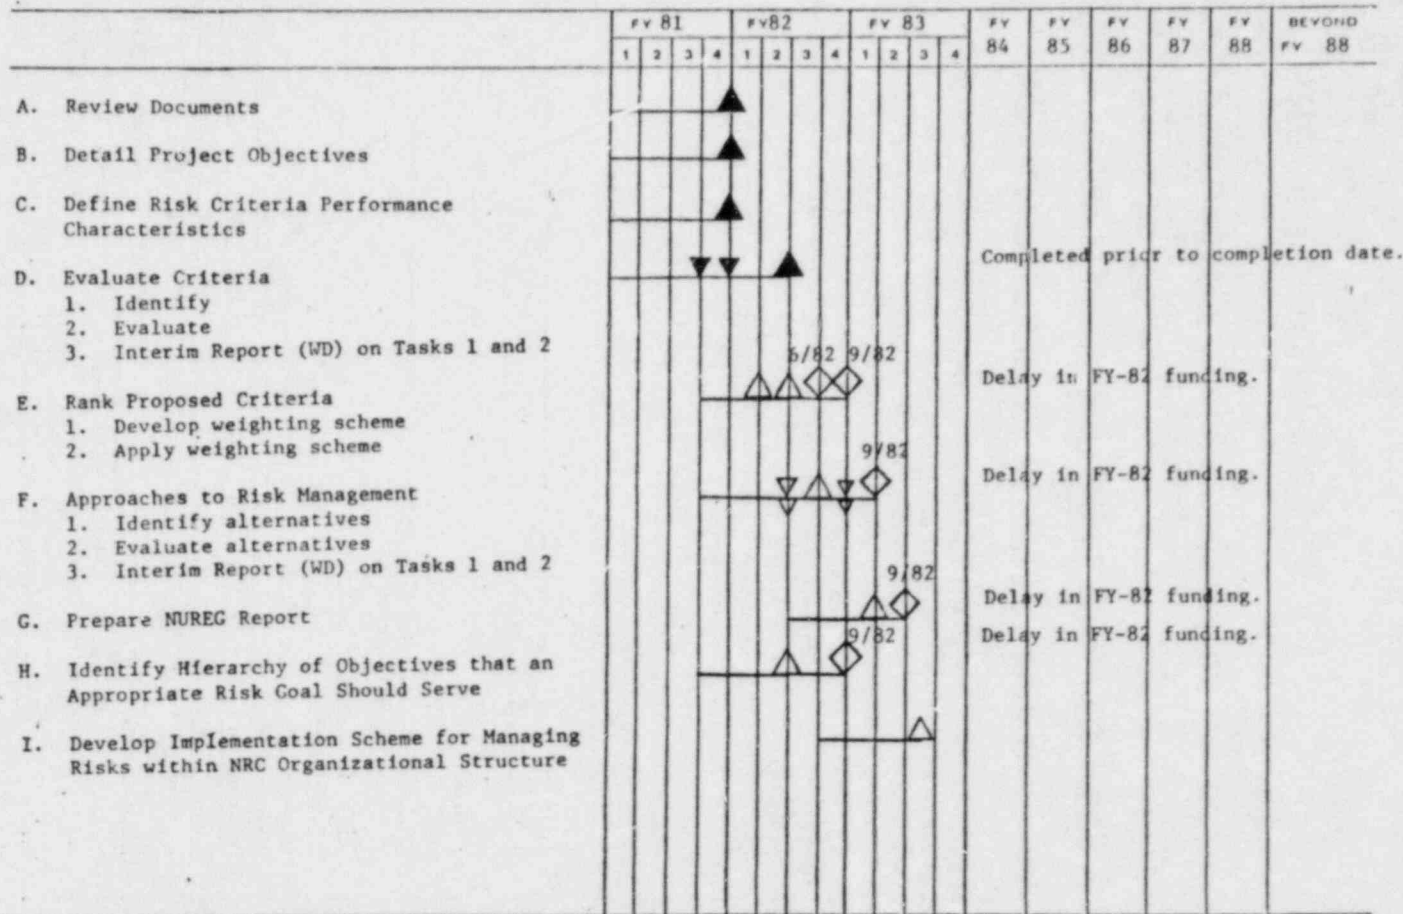 FY 81 FY82 FY 83 FY FY FY FY FY BEYOND
1 2 3 4 1 2 3 4 1 2 3 4 84 85 86 87 88 FY 88
A. Review Documents
B. Detail Project Objectives
C. Define Risk Criteria Performance
Characteristics
Completed prior to completion date.
D. Evaluate Criteria
1. Identify
2. Evaluate
3. Interim Report (WD) on Tasks 1 and 2
6/82 9/82
Delay in FY-82 funding.
E. Rank Proposed Criteria
1. Develop weighting scheme
2. Apply weighting scheme
9/82
Delay in FY-82 funding.
F. Approaches to Risk Management
1. Identify alternatives
2. Evaluate alternatives
3. Interim Report (WD) on Tasks 1 and 2
9/82
Delay in FY-82 funding.
G. Prepare NUREG Report
9/82 Delay in FY-82 funding.
H. Identify Hierarchy of Objectives that an
Appropriate Risk Goal Should Serve
I. Develop Implementation Scheme for Managing
Risks within NRC Organizational Structure